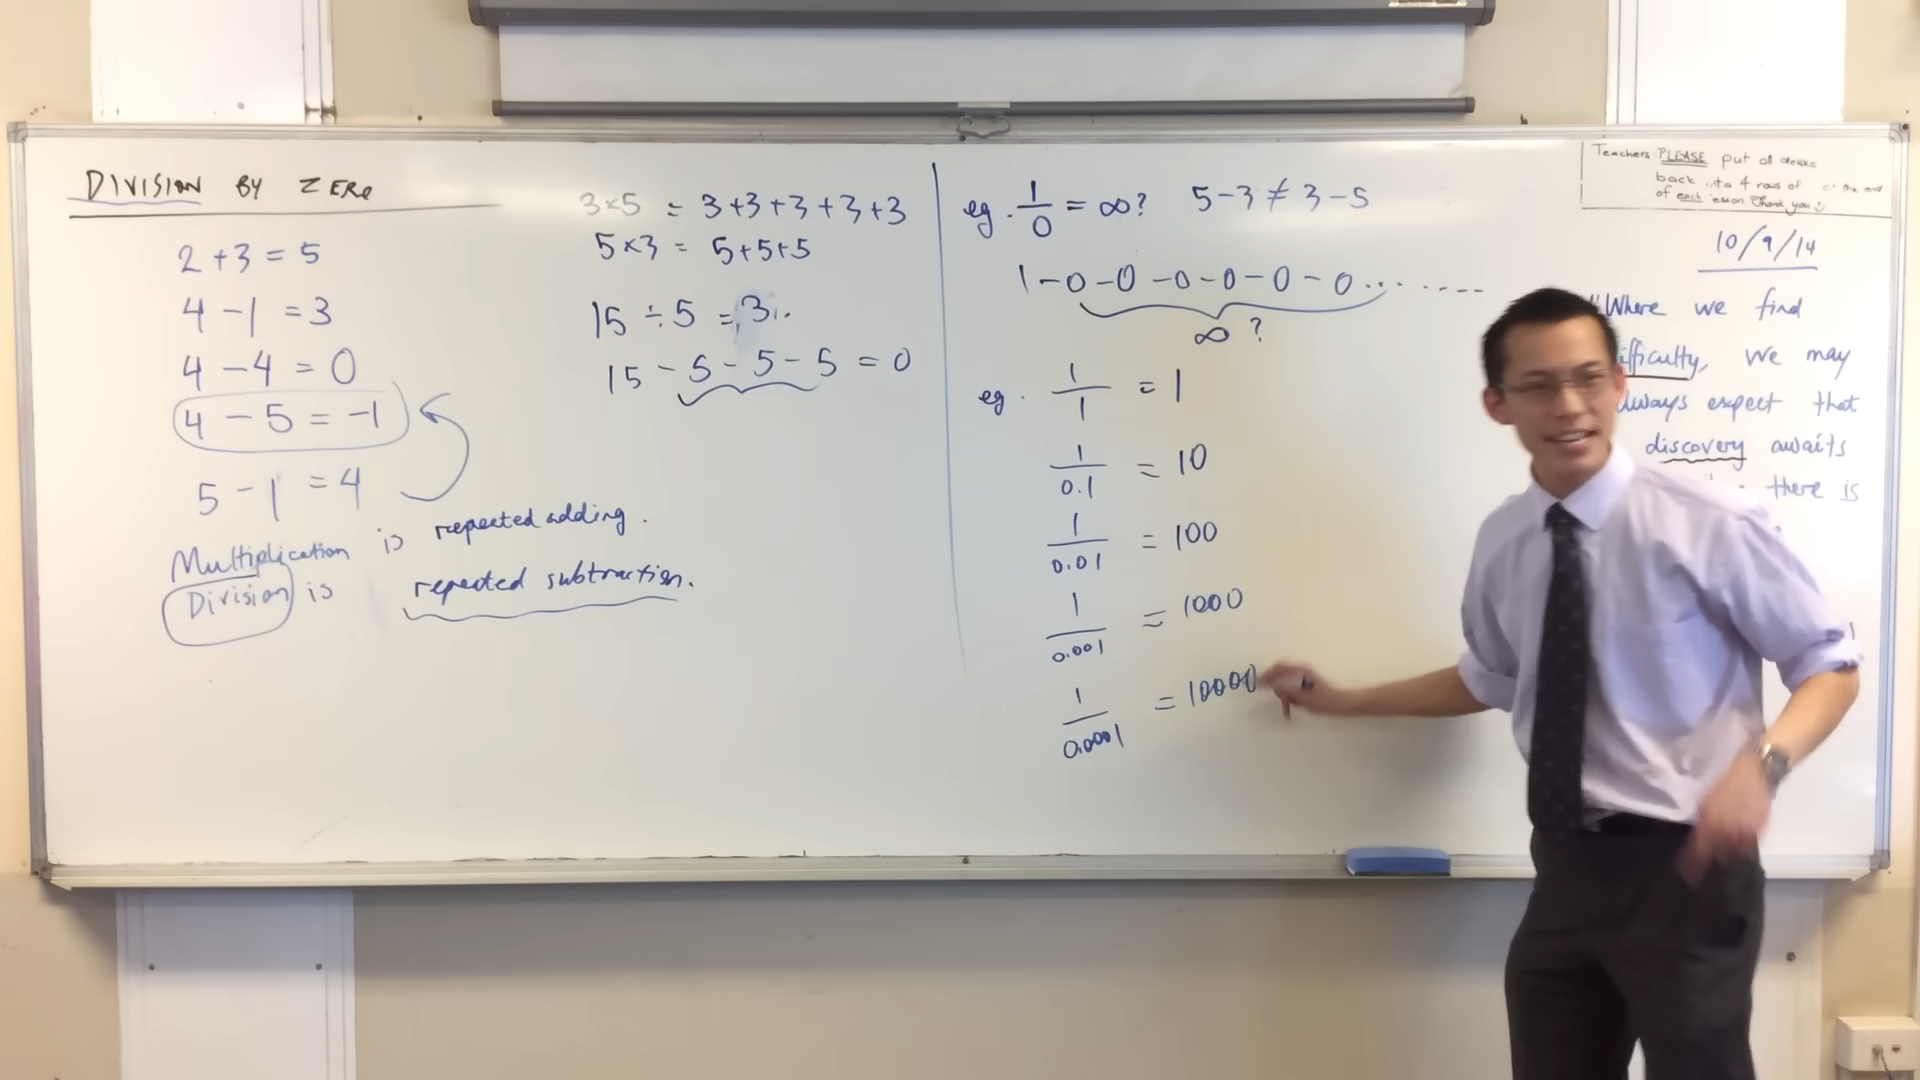 DIVISION BY ZERO
2 + 3 = 5
4 - 1 = 3
4 - 4 = 0
4 - 5 = -1
5 - 1 = 4
Multiplication is repeated adding.
Division is repeated subtraction.
3×5 = 3+3+3+3+3
5×3 = 5+5+5
15 ÷ 5 = 3
15 - 5 - 5 - 5 = 0
eg. 1/0 = ∞? 5-3 ≠ 3-5
1-0-0-0-0-0-0........
∞ ?
eg. 1/1 = 1
1/0.1 = 10
1/0.01 = 100
1/0.001 = 1000
1/0.0001 = 10000
Teachers PLEASE put all desks
back into 4 rows of the end
of each lesson Thank you
10/9/14
"Where we find
difficulty, we may
always expect that
discovery awaits
there is